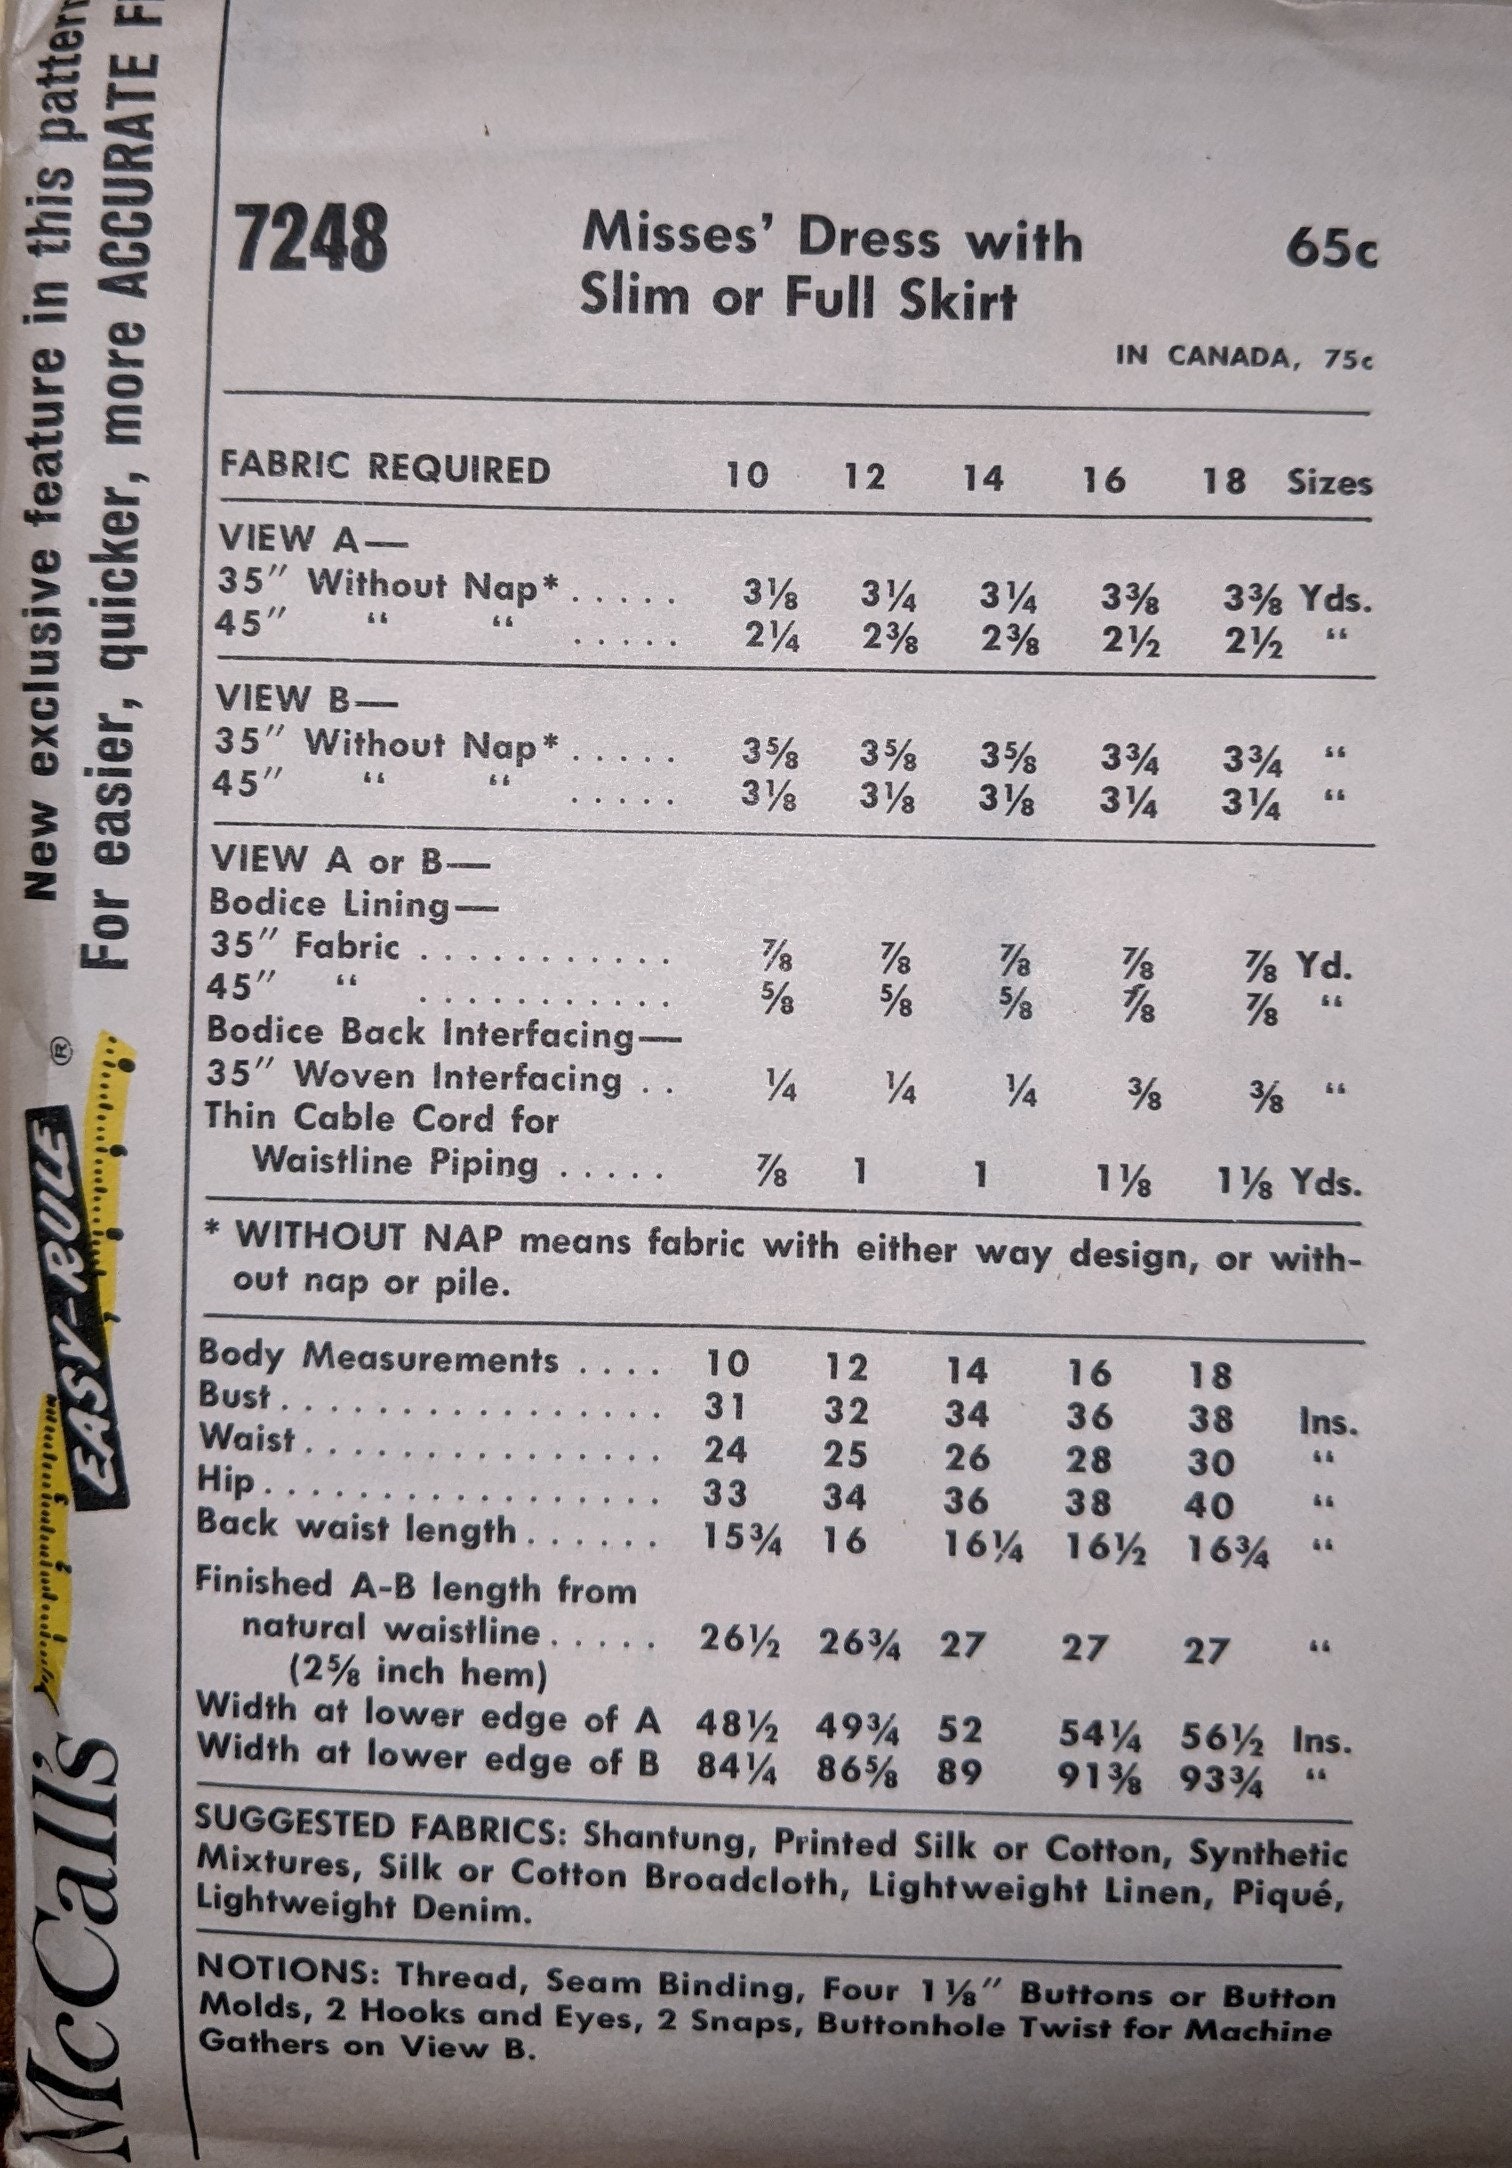 New exclusive feature in this pattern
For easier, quicker, more ACCURATE
EASY-RULE ®
McCall's
7248 Misses' Dress with 65c
Slim or Full Skirt
IN CANADA, 75c
FABRIC REQUIRED 10 12 14 16 18 Sizes
VIEW A—
35" Without Nap* ..... 3⅛ 3¼ 3¼ 3⅜ 3⅜ Yds.
45" " " ..... 2¼ 2⅜ 2⅜ 2½ 2½ "
VIEW B—
35" Without Nap* ..... 3⅝ 3⅝ 3⅝ 3¾ 3¾ "
45" " " ..... 3⅛ 3⅛ 3⅛ 3¼ 3¼ "
VIEW A or B—
Bodice Lining—
35" Fabric ........... ⅞ ⅞ ⅞ ⅞ ⅞ Yd.
45" " ........... ⅝ ⅝ ⅝ ⅞ ⅞ "
Bodice Back Interfacing—
35" Woven Interfacing .. ¼ ¼ ¼ ⅜ ⅜ "
Thin Cable Cord for
Waistline Piping ..... ⅞ 1 1 1⅛ 1⅛ Yds.
* WITHOUT NAP means fabric with either way design, or with-
out nap or pile.
Body Measurements .... 10 12 14 16 18
Bust ................ 31 32 34 36 38 Ins.
Waist ............... 24 25 26 28 30 "
Hip ................. 33 34 36 38 40 "
Back waist length ...... 15¾ 16 16¼ 16½ 16¾ "
Finished A-B length from
natural waistline ..... 26½ 26¾ 27 27 27 "
(2⅝ inch hem)
Width at lower edge of A 48½ 49¾ 52 54¼ 56½ Ins.
Width at lower edge of B 84¼ 86⅝ 89 91⅜ 93¾ "
SUGGESTED FABRICS: Shantung, Printed Silk or Cotton, Synthetic
Mixtures, Silk or Cotton Broadcloth, Lightweight Linen, Piqué,
Lightweight Denim.
NOTIONS: Thread, Seam Binding, Four 1⅛" Buttons or Button
Molds, 2 Hooks and Eyes, 2 Snaps, Buttonhole Twist for Machine
Gathers on View B.